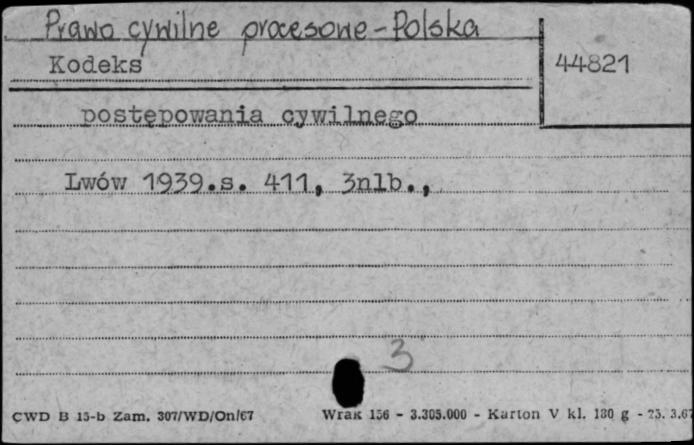 Prawo cywilne procesowe - Polska
Kodeks
44821
postępowania cywilnego
Lwów 1939.s. 411, 3nlb.,
3
CWD B 15-b Zam. 307/WD/On/67 Wrak 156 - 3.305.000 - Karton V kl. 180 g - 25. 3.67